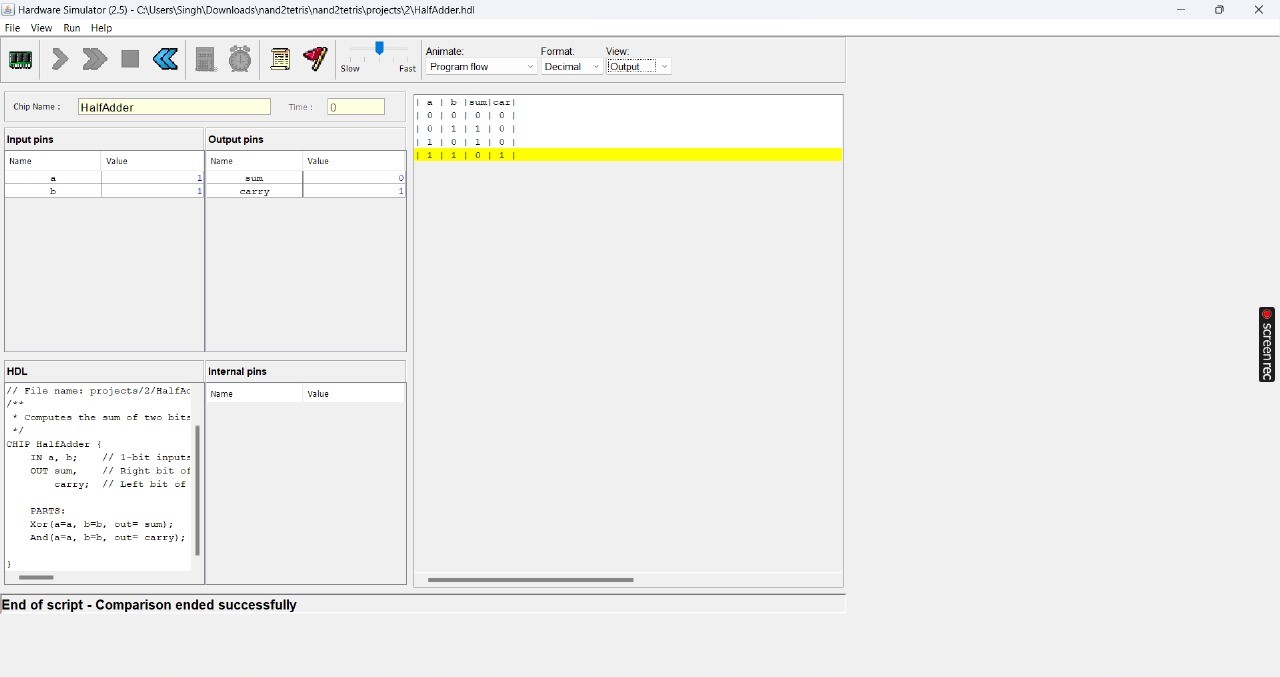 Hardware Simulator (2.5) - C:\Users\Singh\Downloads\nand2tetris\nand2tetris\projects\2\HalfAdder.hdl
File View Run Help
Slow Fast
Animate: Format: View:
Program flow Decimal Output
Chip Name : HalfAdder Time : 0
Input pins Output pins
Name Value Name Value
a 1 sum 0
b 1 carry 1
| a | b |sum|car|
| 0 | 0 | 0 | 0 |
| 0 | 1 | 1 | 0 |
| 1 | 0 | 1 | 0 |
| 1 | 1 | 0 | 1 |
HDL
// File name: projects/2/HalfAd
/**
* Computes the sum of two bits
*/
CHIP HalfAdder {
IN a, b; // 1-bit inputs
OUT sum, // Right bit of
carry; // Left bit of
PARTS:
Xor(a=a, b=b, out= sum);
And(a=a, b=b, out= carry);
}
Internal pins
Name Value
End of script - Comparison ended successfully
screenrec